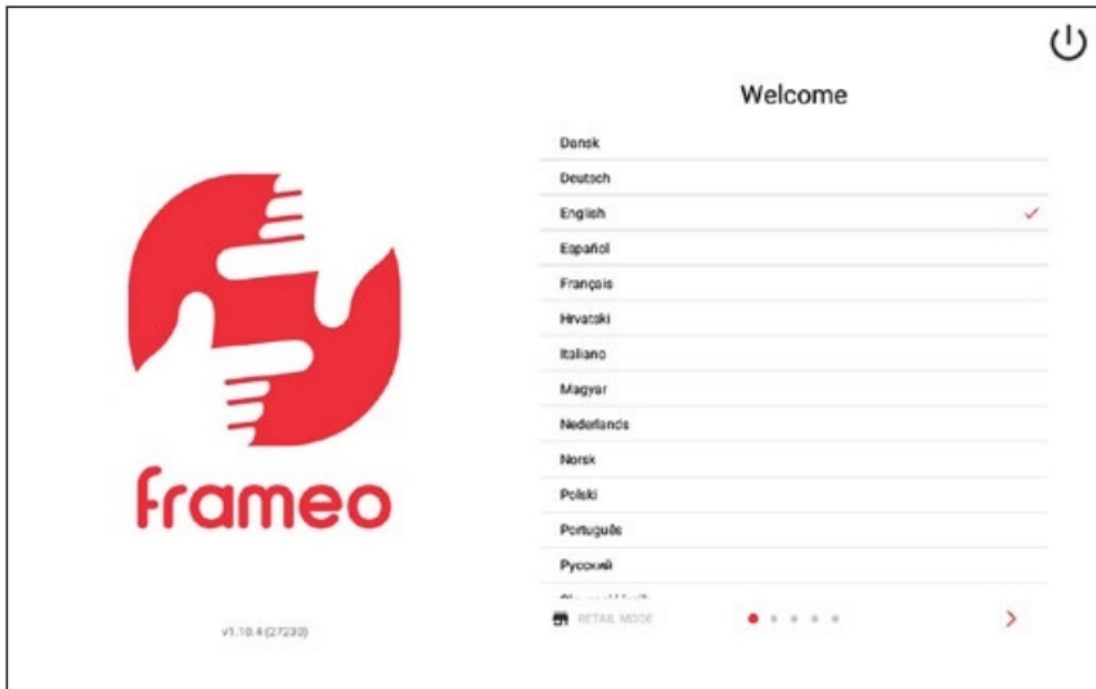 Welcome
Dansk
Deutsch
English
Español
Français
Hrvatski
Italiano
Magyar
Nederlands
Norsk
Polski
Português
Русский
RETAIL MODE
frameo
v1.10.4 (27230)